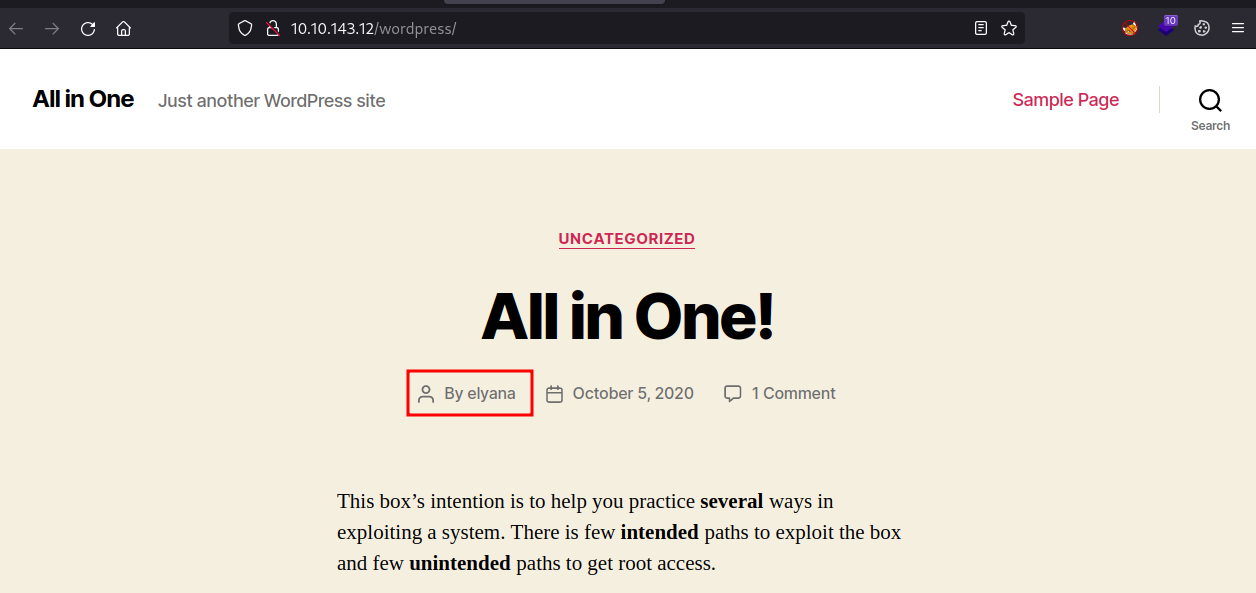 10.10.143.12/wordpress/
10
All in One Just another WordPress site Sample Page
Search
UNCATEGORIZED
All in One!
By elyana October 5, 2020 1 Comment
This box’s intention is to help you practice several ways in
exploiting a system. There is few intended paths to exploit the box
and few unintended paths to get root access.